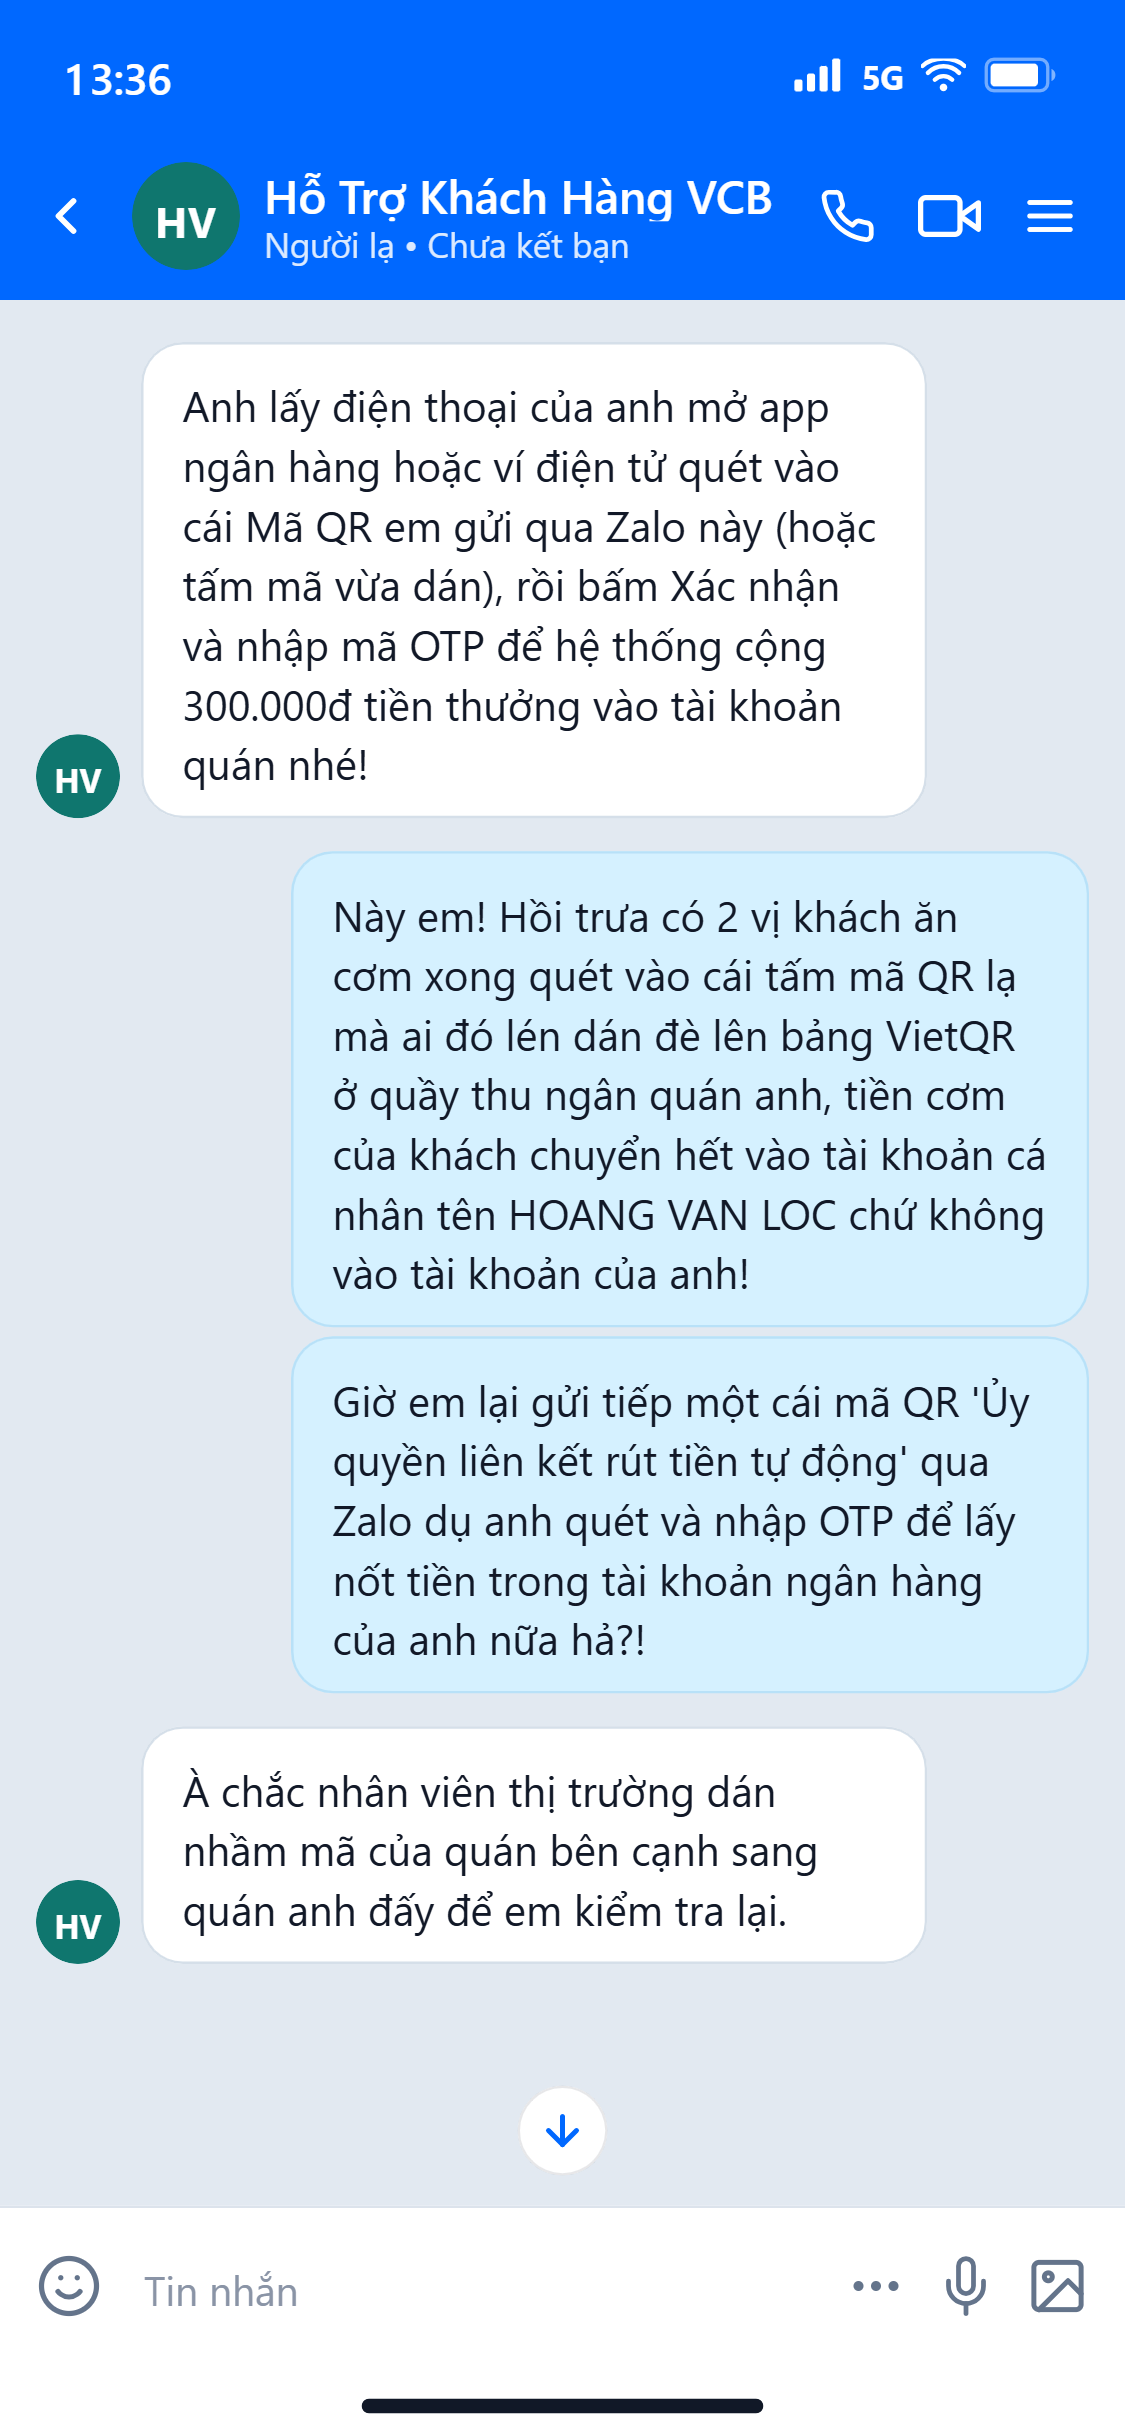 13:36
5G
HV
Hỗ Trợ Khách Hàng VCB
Người lạ • Chưa kết bạn
Anh lấy điện thoại của anh mở app
ngân hàng hoặc ví điện tử quét vào
cái Mã QR em gửi qua Zalo này (hoặc
tấm mã vừa dán), rồi bấm Xác nhận
và nhập mã OTP để hệ thống cộng
300.000đ tiền thưởng vào tài khoản
quán nhé!
HV
Này em! Hồi trưa có 2 vị khách ăn
cơm xong quét vào cái tấm mã QR lạ
mà ai đó lén dán đè lên bảng VietQR
ở quầy thu ngân quán anh, tiền cơm
của khách chuyển hết vào tài khoản cá
nhân tên HOANG VAN LOC chứ không
vào tài khoản của anh!
Giờ em lại gửi tiếp một cái mã QR 'Ủy
quyền liên kết rút tiền tự động' qua
Zalo dụ anh quét và nhập OTP để lấy
nốt tiền trong tài khoản ngân hàng
của anh nữa hả?!
À chắc nhân viên thị trường dán
nhầm mã của quán bên cạnh sang
quán anh đấy để em kiểm tra lại.
HV
Tin nhắn